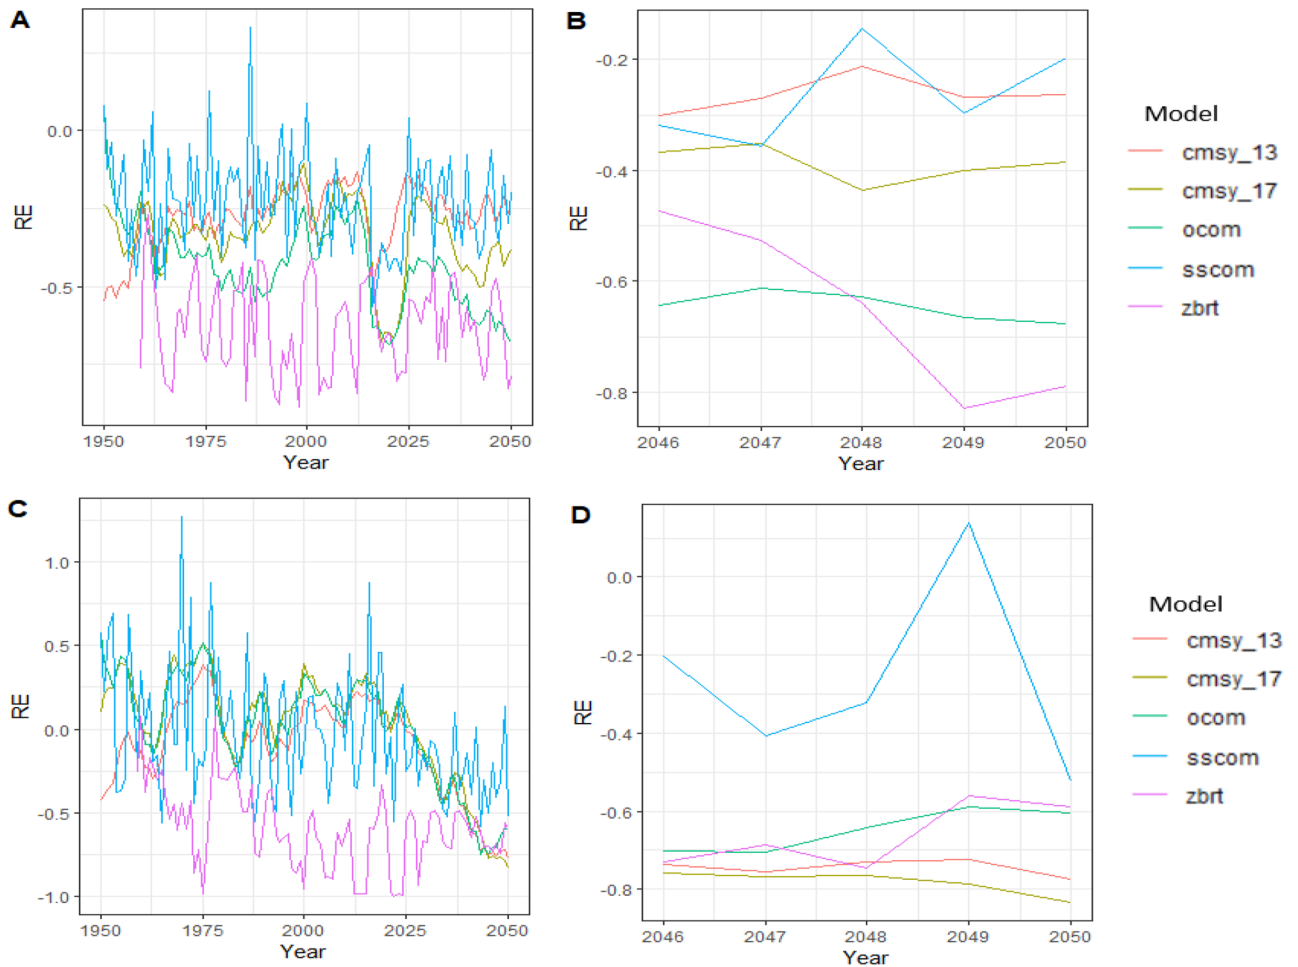 A
0.0
-0.5
RE
1950 1975 2000 2025 2050
Year
B
-0.2
-0.4
-0.6
-0.8
RE
2046 2047 2048 2049 2050
Year
Model
cmsy_13
cmsy_17
ocom
sscom
zbrt
C
1.0
0.5
0.0
-0.5
-1.0
RE
1950 1975 2000 2025 2050
Year
D
0.0
-0.2
-0.4
-0.6
-0.8
RE
2046 2047 2048 2049 2050
Year
Model
cmsy_13
cmsy_17
ocom
sscom
zbrt